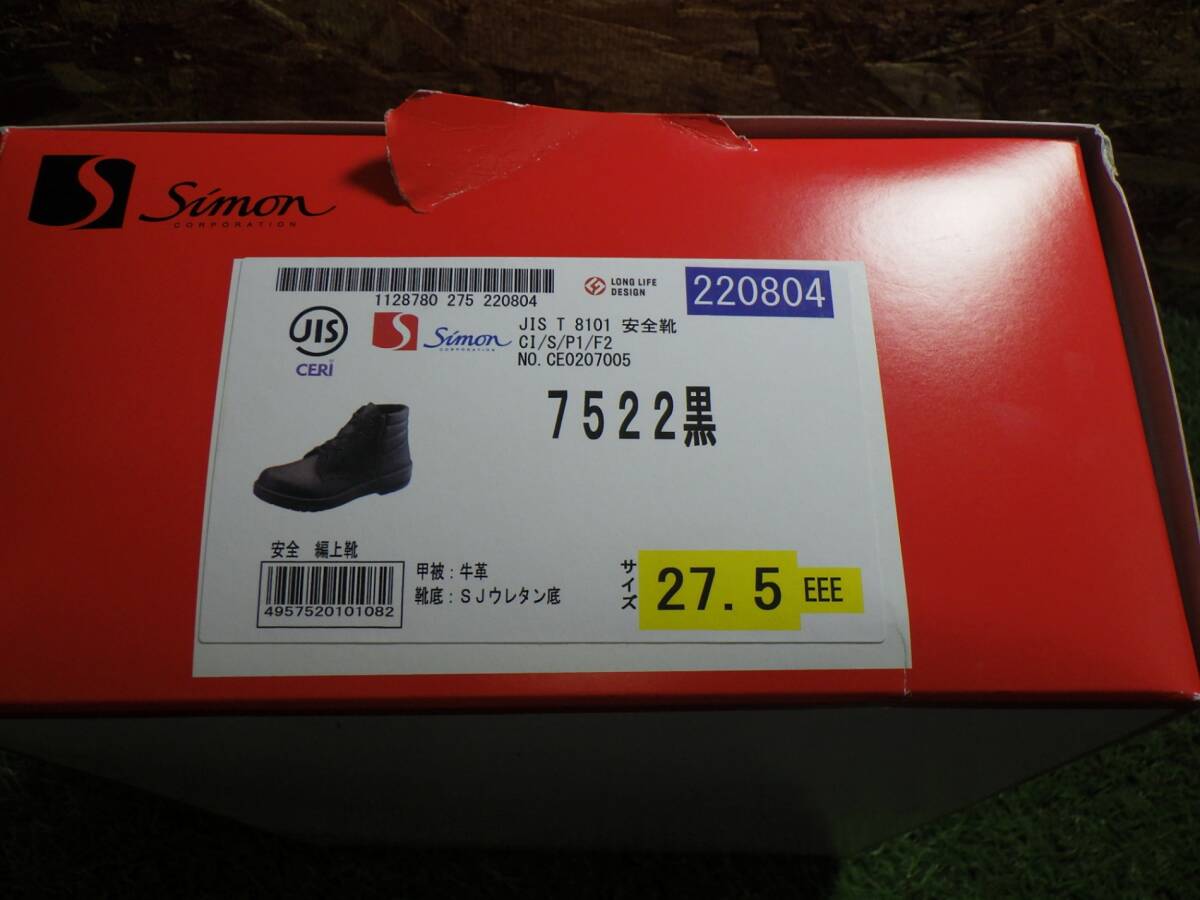 Simon
CORPORATION
1128780 275 220804
LONG LIFE
DESIGN
220804
JIS
CERI
Simon
CORPORATION
JIS T 8101 安全靴
CI/S/P1/F2
NO. CE0207005
7522黒
安全 編上靴
4957520101082
甲被：牛革
靴底：SJウレタン底
サイズ
27.5 EEE